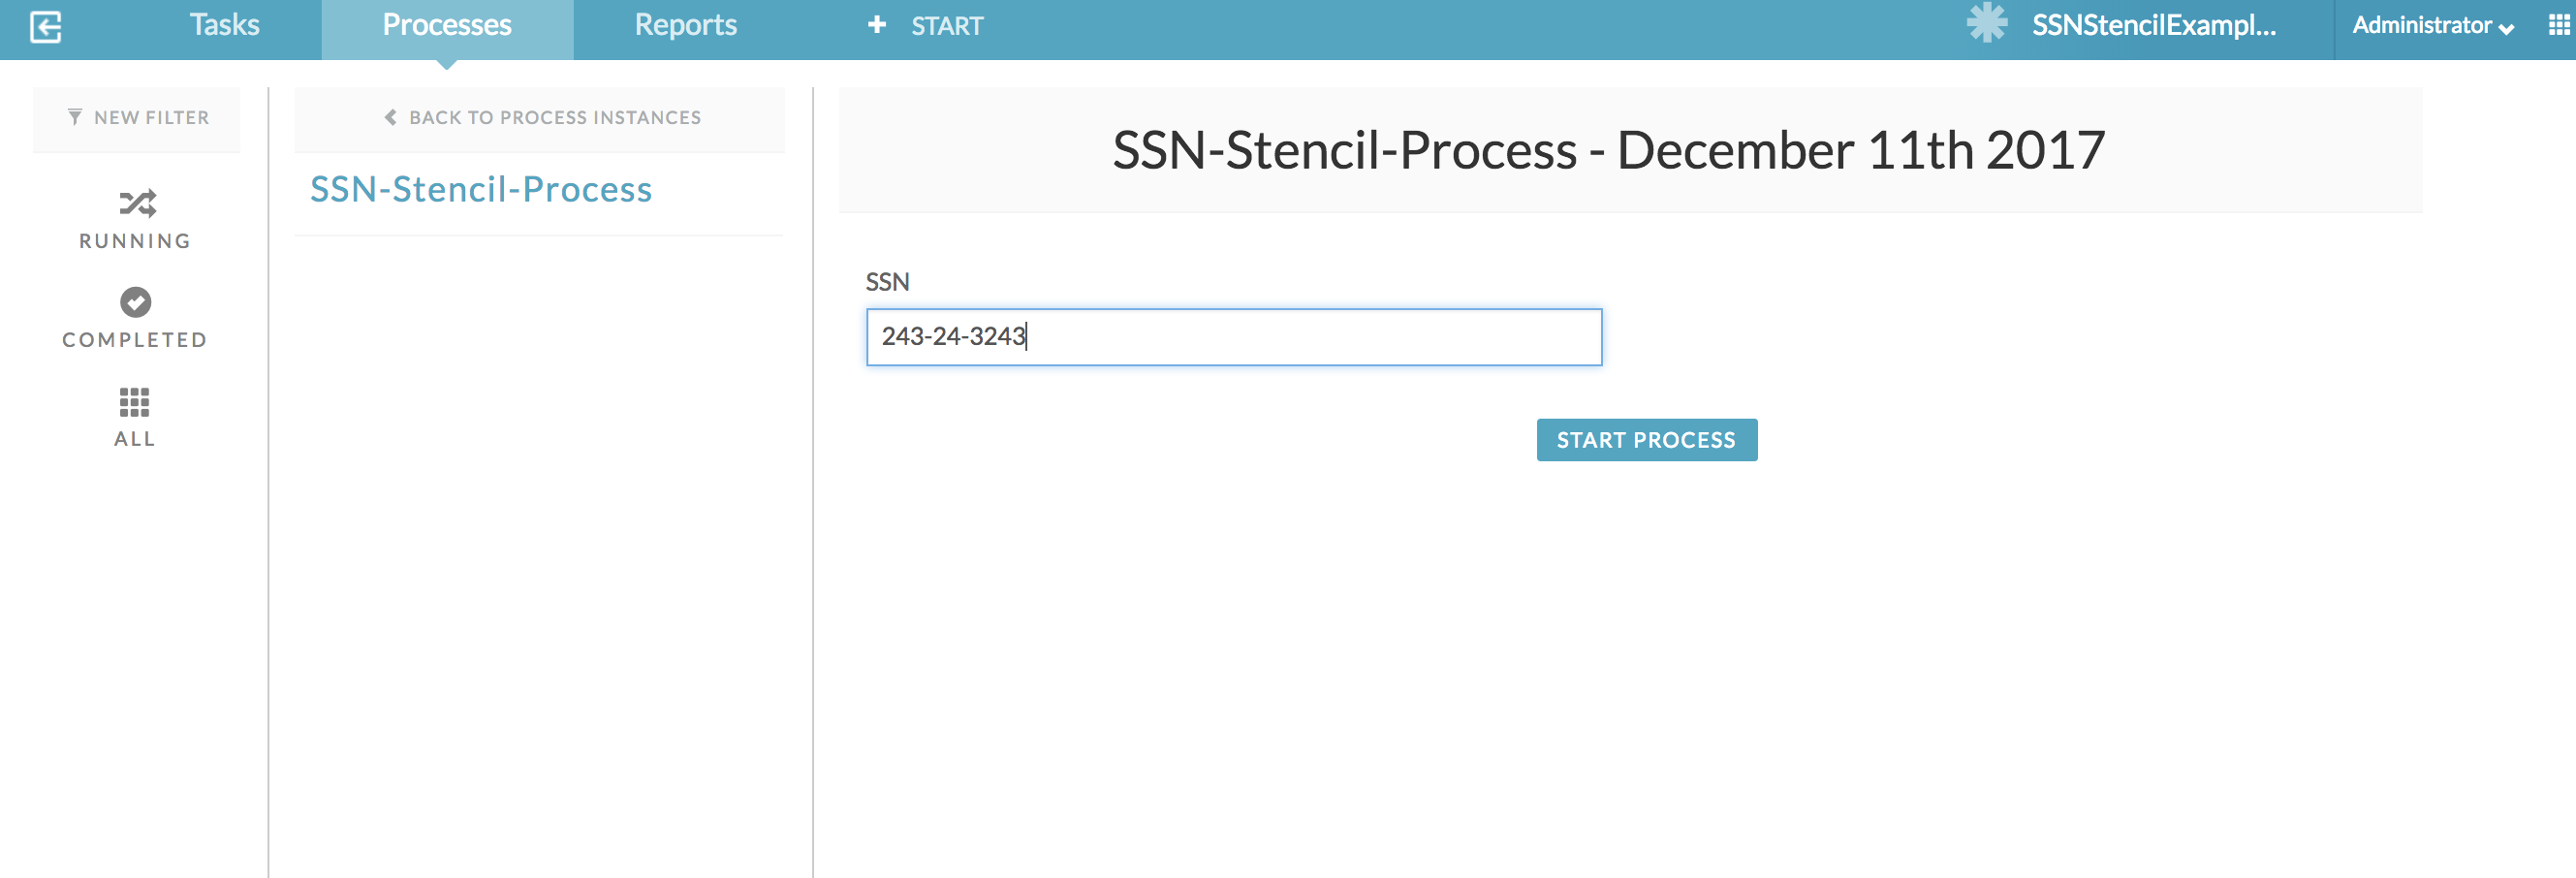 Tasks
Processes
Reports
+ START
SSNStencilExampl...
Administrator
NEW FILTER
RUNNING
COMPLETED
ALL
BACK TO PROCESS INSTANCES
SSN-Stencil-Process
SSN-Stencil-Process - December 11th 2017
SSN
243-24-3243
START PROCESS